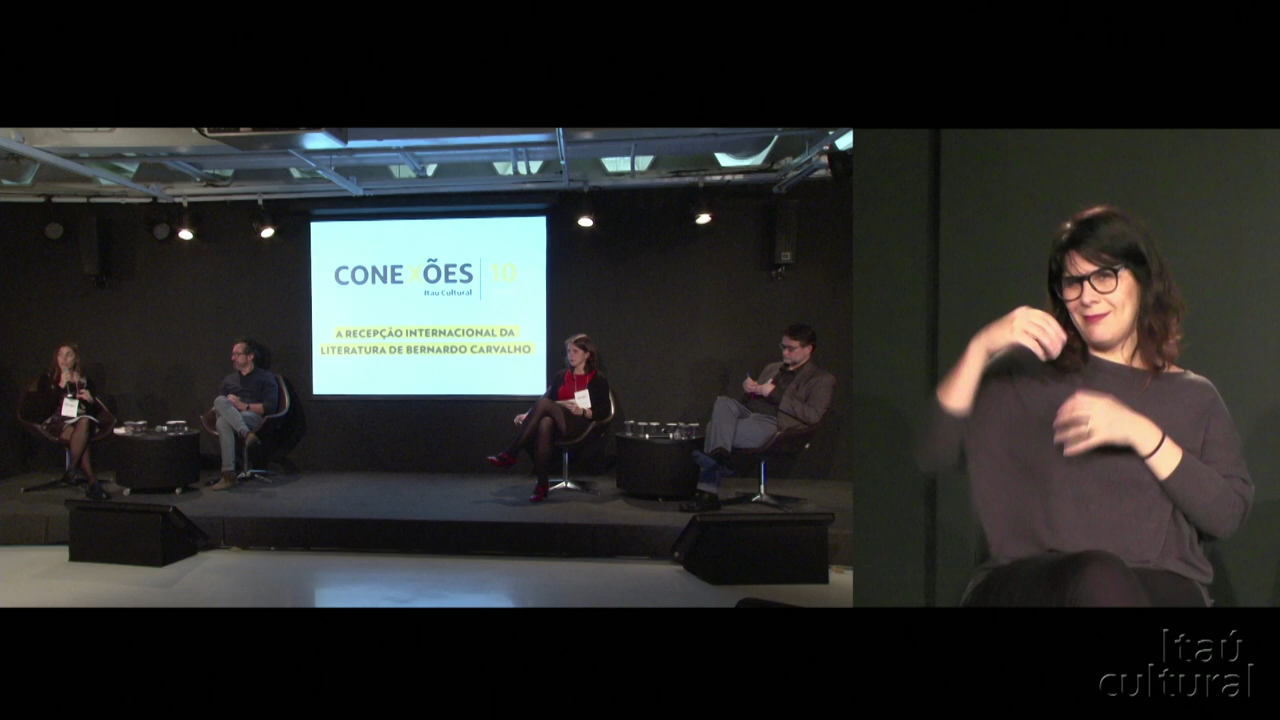 CONEXÕES 10
Itaú Cultural
A RECEPÇÃO INTERNACIONAL DA
LITERATURA DE BERNARDO CARVALHO
Itaú
cultural